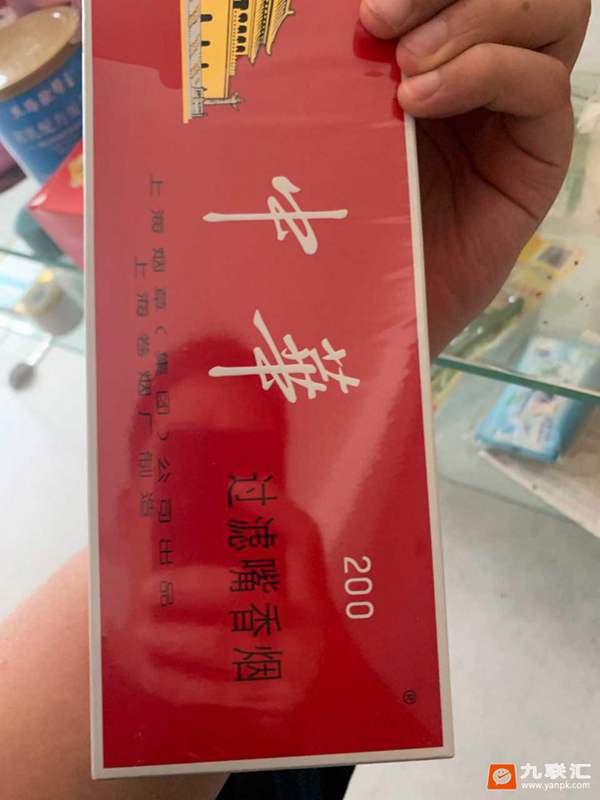 中華
200
过滤嘴香烟
上海烟草(集团)公司出品
上海卷烟厂制造
®
九联汇
www.yanpk.com